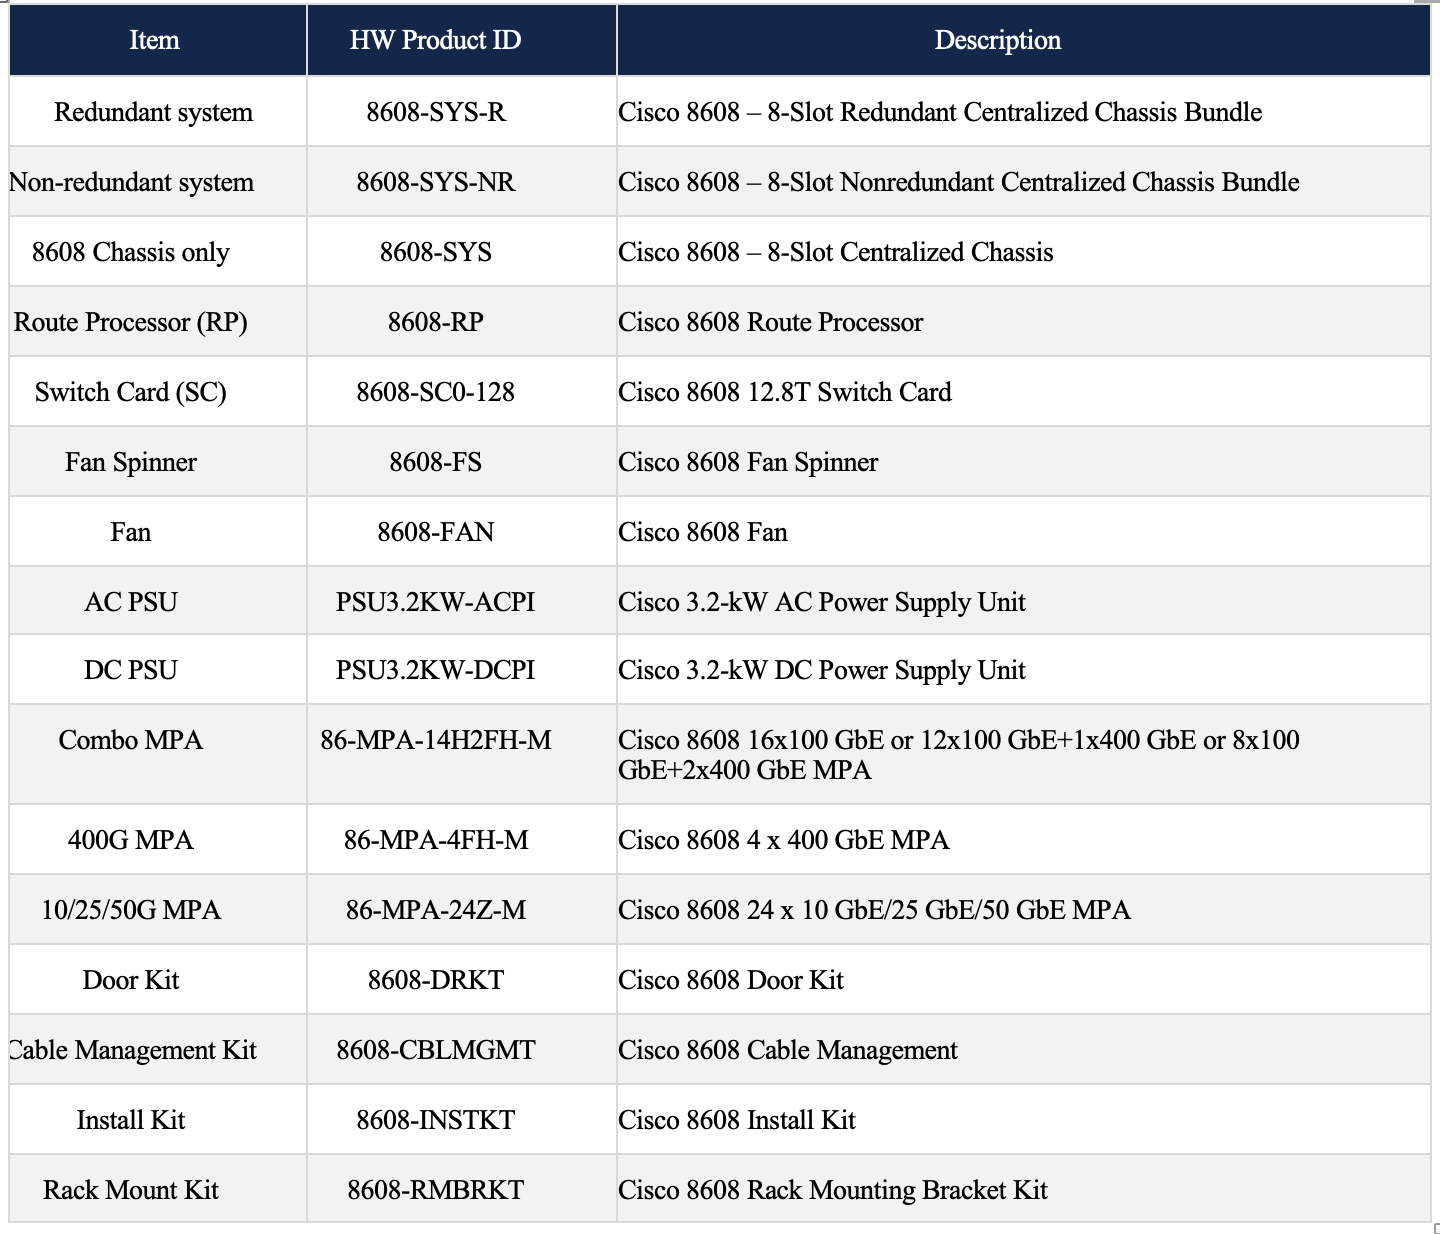 Item HW Product ID Description
Redundant system 8608-SYS-R Cisco 8608 – 8-Slot Redundant Centralized Chassis Bundle
Non-redundant system 8608-SYS-NR Cisco 8608 – 8-Slot Nonredundant Centralized Chassis Bundle
8608 Chassis only 8608-SYS Cisco 8608 – 8-Slot Centralized Chassis
Route Processor (RP) 8608-RP Cisco 8608 Route Processor
Switch Card (SC) 8608-SC0-128 Cisco 8608 12.8T Switch Card
Fan Spinner 8608-FS Cisco 8608 Fan Spinner
Fan 8608-FAN Cisco 8608 Fan
AC PSU PSU3.2KW-ACPI Cisco 3.2-kW AC Power Supply Unit
DC PSU PSU3.2KW-DCPI Cisco 3.2-kW DC Power Supply Unit
Combo MPA 86-MPA-14H2FH-M Cisco 8608 16x100 GbE or 12x100 GbE+1x400 GbE or 8x100
GbE+2x400 GbE MPA
400G MPA 86-MPA-4FH-M Cisco 8608 4 x 400 GbE MPA
10/25/50G MPA 86-MPA-24Z-M Cisco 8608 24 x 10 GbE/25 GbE/50 GbE MPA
Door Kit 8608-DRKT Cisco 8608 Door Kit
Cable Management Kit 8608-CBLMGMT Cisco 8608 Cable Management
Install Kit 8608-INSTKT Cisco 8608 Install Kit
Rack Mount Kit 8608-RMBRKT Cisco 8608 Rack Mounting Bracket Kit